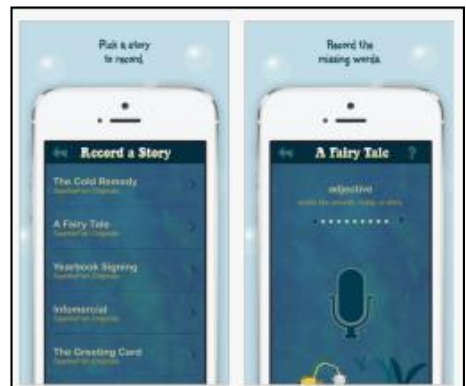 Pick a story
to record.
Record a Story
The Cold Remedy
A Fairy Tale
Yearbook Signing
Infomercial
The Greeting Card
Record the
missing words.
A Fairy Tale ?
adjective